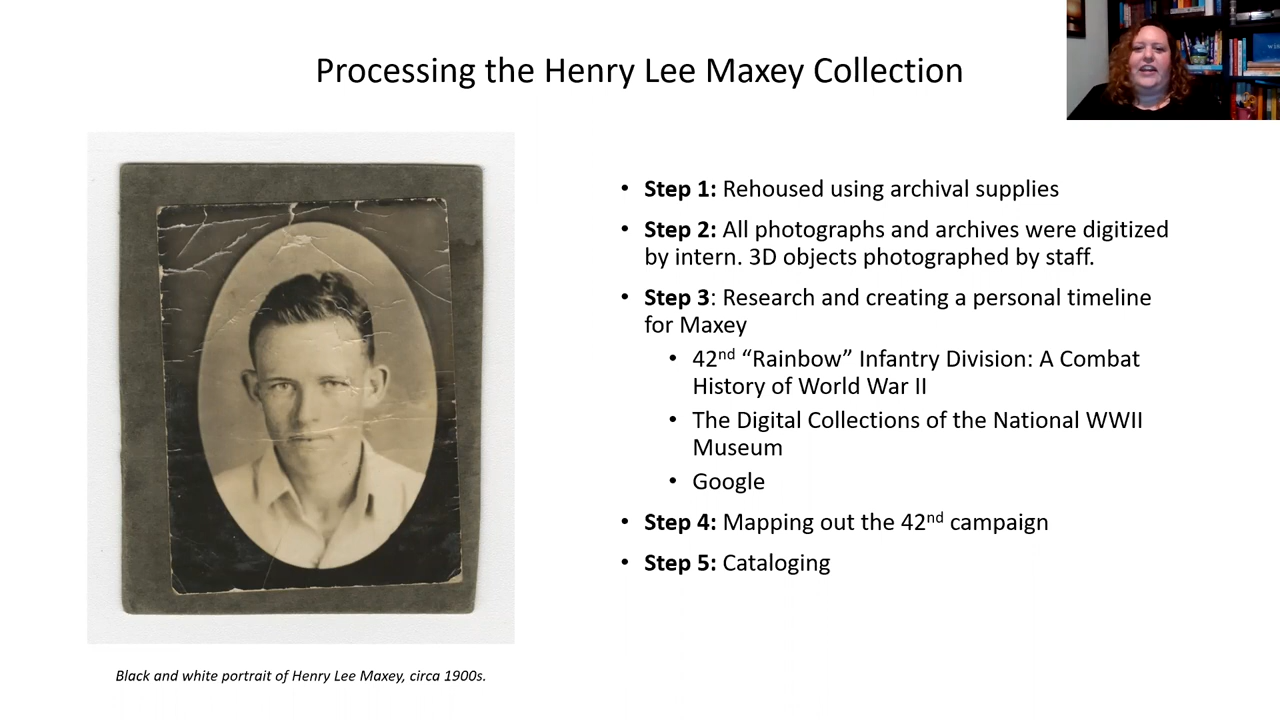 Processing the Henry Lee Maxey Collection
• Step 1: Rehoused using archival supplies
• Step 2: All photographs and archives were digitized
by intern. 3D objects photographed by staff.
• Step 3: Research and creating a personal timeline
for Maxey
• 42nd “Rainbow” Infantry Division: A Combat
History of World War II
• The Digital Collections of the National WWII
Museum
• Google
• Step 4: Mapping out the 42nd campaign
• Step 5: Cataloging
Black and white portrait of Henry Lee Maxey, circa 1900s.